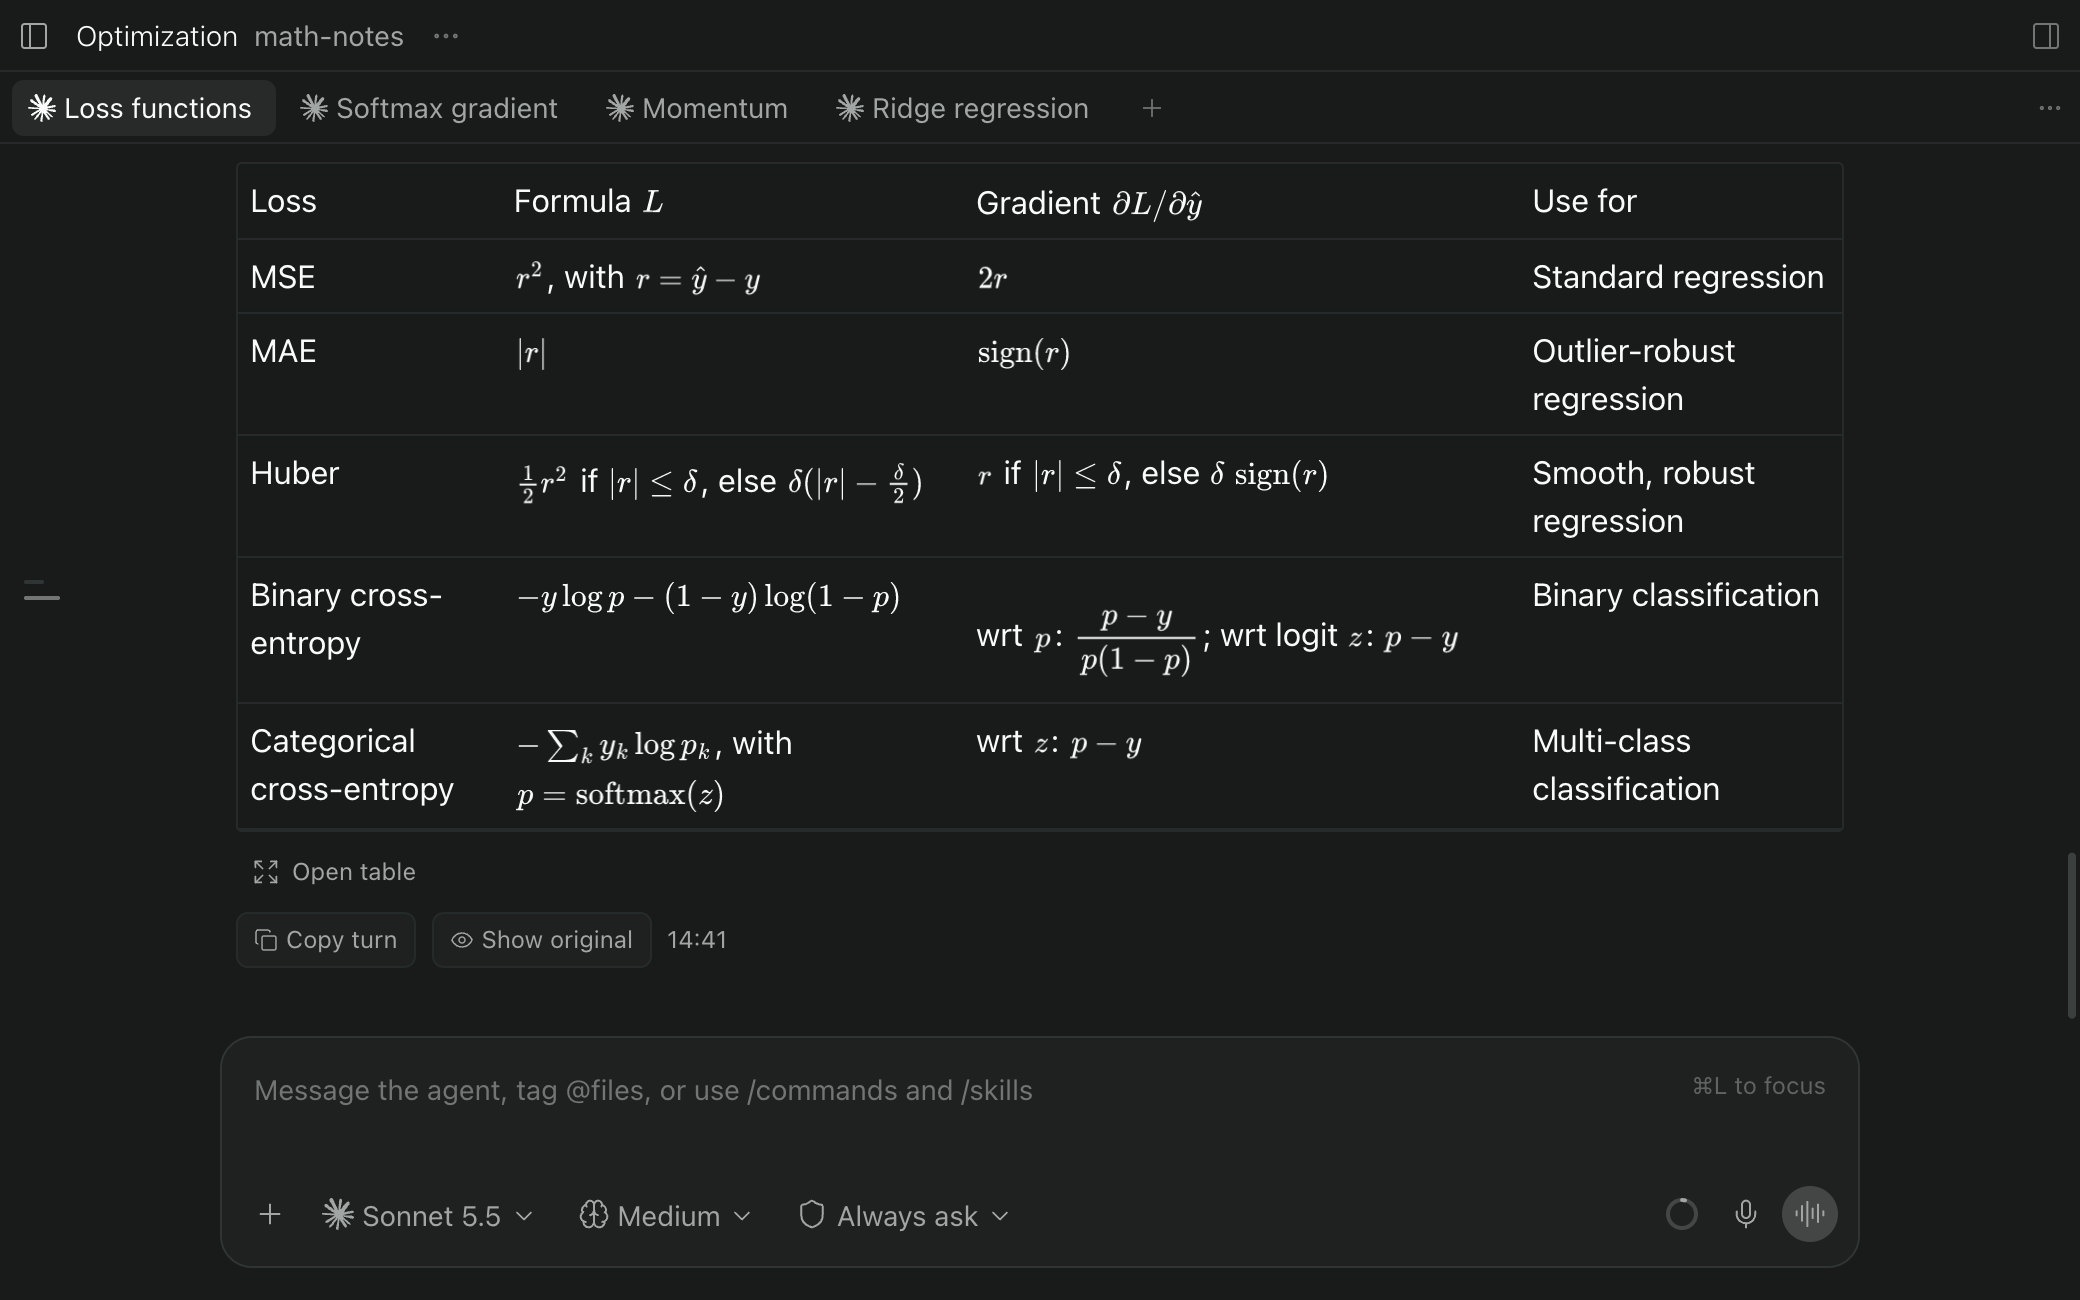 Optimization math-notes ···
Loss functions Softmax gradient Momentum Ridge regression +
Loss Formula L Gradient ∂L/∂ŷ Use for
MSE r², with r = ŷ − y 2r Standard regression
MAE |r| sign(r) Outlier-robust
regression
Huber ½r² if |r| ≤ δ, else δ(|r| − δ/2) r if |r| ≤ δ, else δ sign(r) Smooth, robust
regression
Binary cross- −y log p − (1 − y) log(1 − p) wrt p: (p − y)/(p(1 − p)); wrt logit z: p − y Binary classification
entropy
Categorical −∑ₖ yₖ log pₖ, with wrt z: p − y Multi-class
cross-entropy p = softmax(z) classification
Open table
Copy turn Show original 14:41
Message the agent, tag @files, or use /commands and /skills ⌘L to focus
+ Sonnet 5.5 Medium Always ask